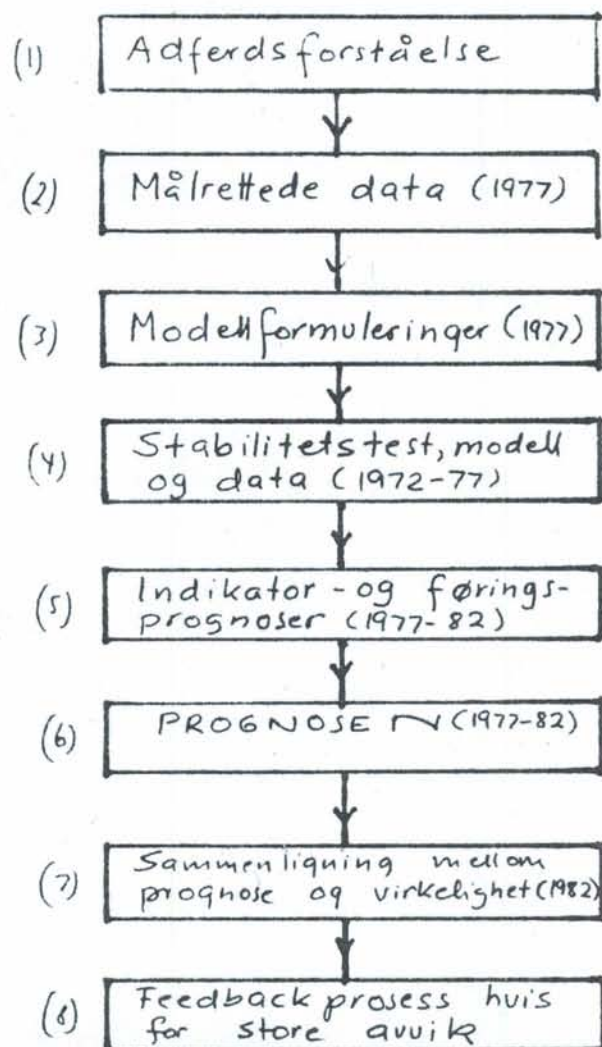 (1) Adferdsforståelse
(2) Målrettede data (1977)
(3) Modellformuleringer (1977)
(4) Stabilitetstest, modell
og data (1972-77)
(5) Indikator- og førings-
prognoser (1977-82)
(6) PROGNOSEN (1977-82)
(7) Sammenligning mellom
prognose og virkelighet (1982)
(8) Feedback prosess hvis
for store avvik